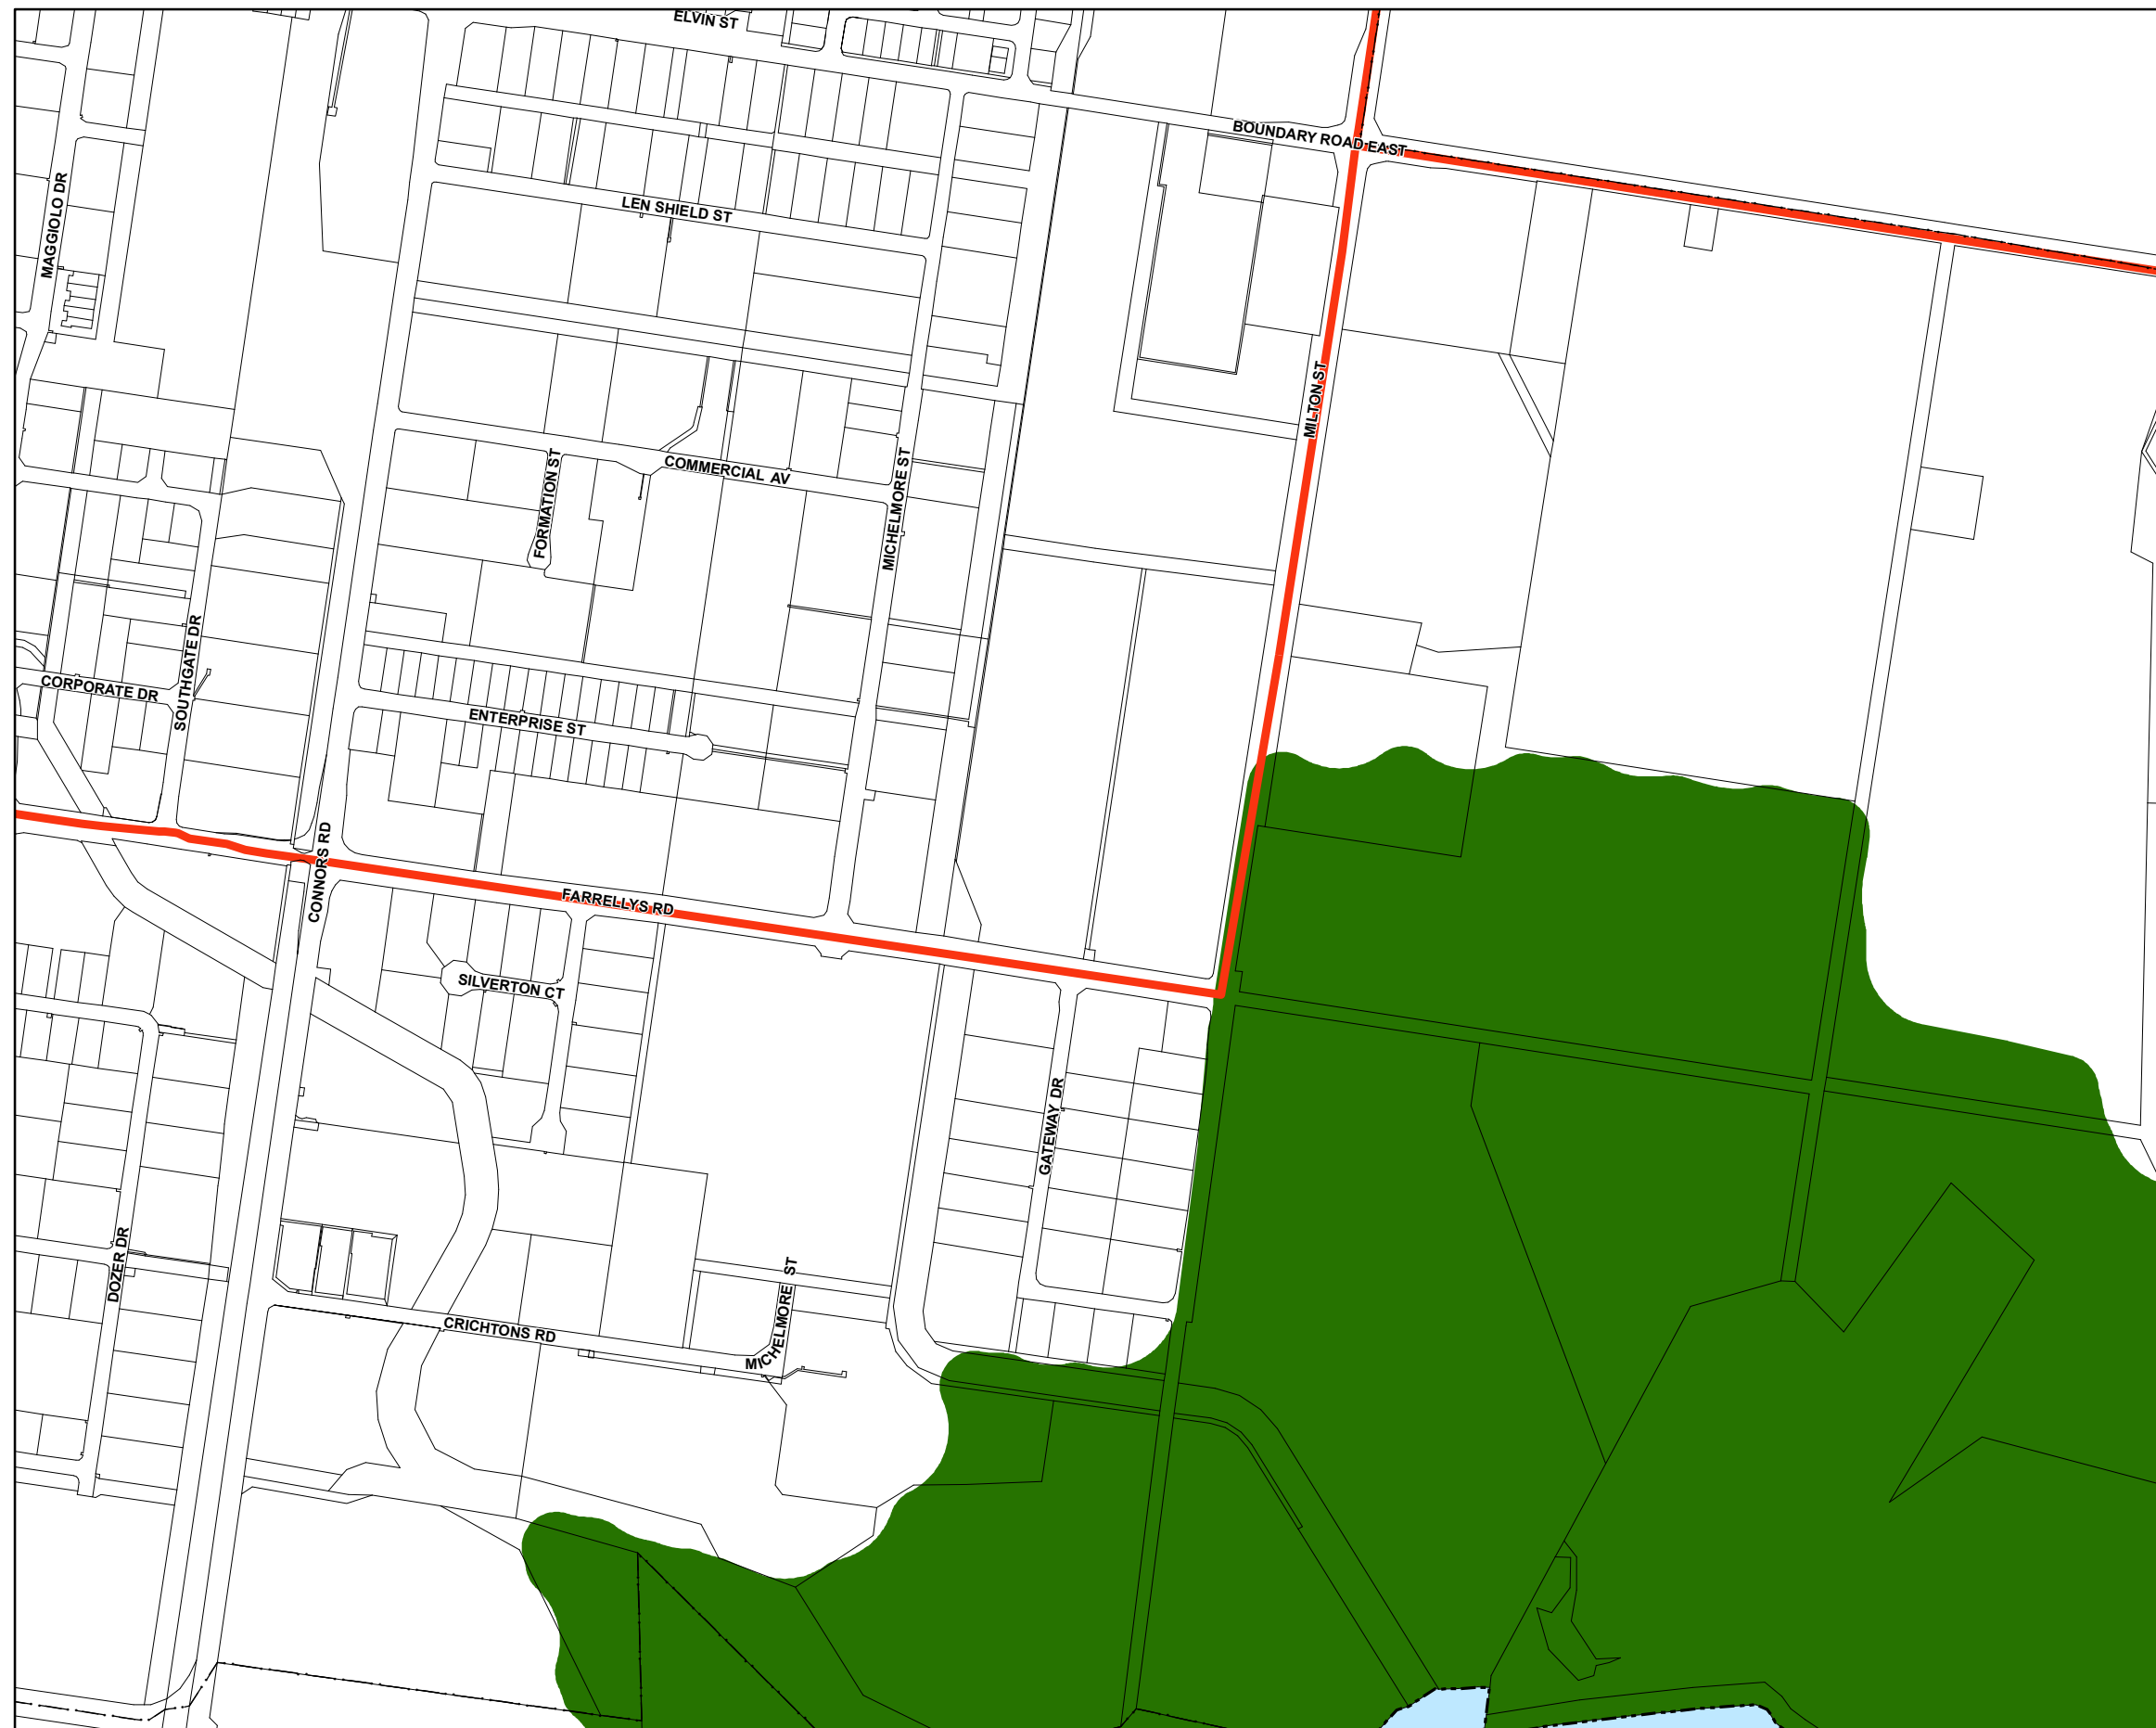 ELVIN ST
BOUNDARY ROAD EAST
MAGGIOLO DR
LEN SHIELD ST
MILTON ST
COMMERCIAL AV
FORMATION ST
MICHELMORE ST
SOUTHGATE DR
CORPORATE DR
ENTERPRISE ST
CONNORS RD
FARRELLYS RD
SILVERTON CT
GATEWAY DR
DOZER DR
MICHELMORE ST
CRICHTONS RD